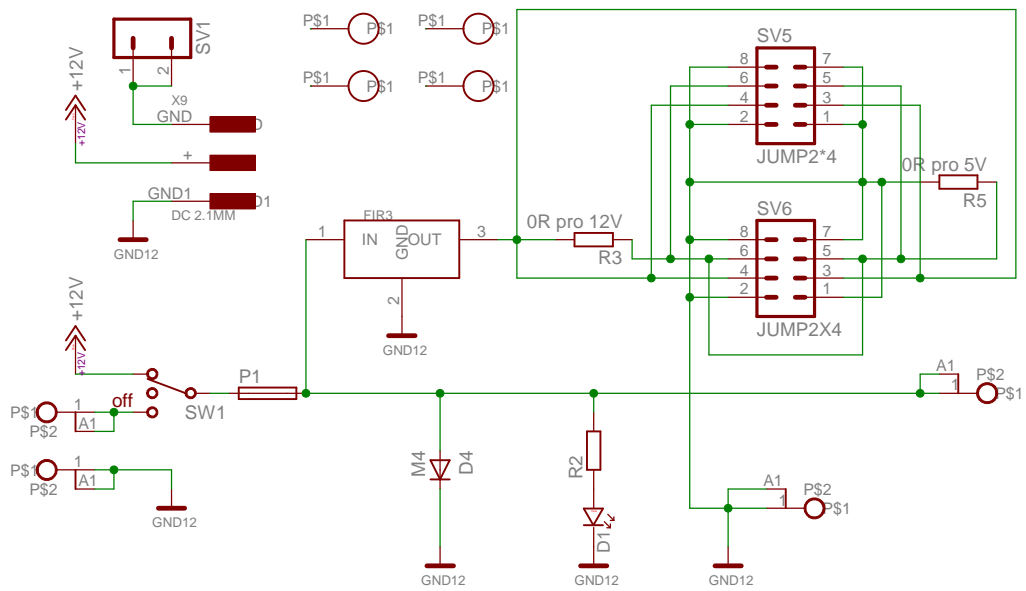 SV1
1
2
+12V
+12V
X9
GND
+
GND1
DC 2.1MM
GND12
P$1
P$1
P$1
P$1
P$1
P$1
P$1
P$1
SV5
8
7
6
5
4
3
2
1
JUMP2*4
0R pro 5V
R5
SV6
8
7
6
5
4
3
2
1
JUMP2X4
0R pro 12V
R3
1
IN
GND
OUT
3
2
GND12
+12V
+12V
off
SW1
P1
P$1
1
A1
P$2
P$1
1
A1
P$2
GND12
M4
D4
GND12
R2
D1
GND12
A1
1
P$2
P$1
GND12
A1
1
P$2
P$1